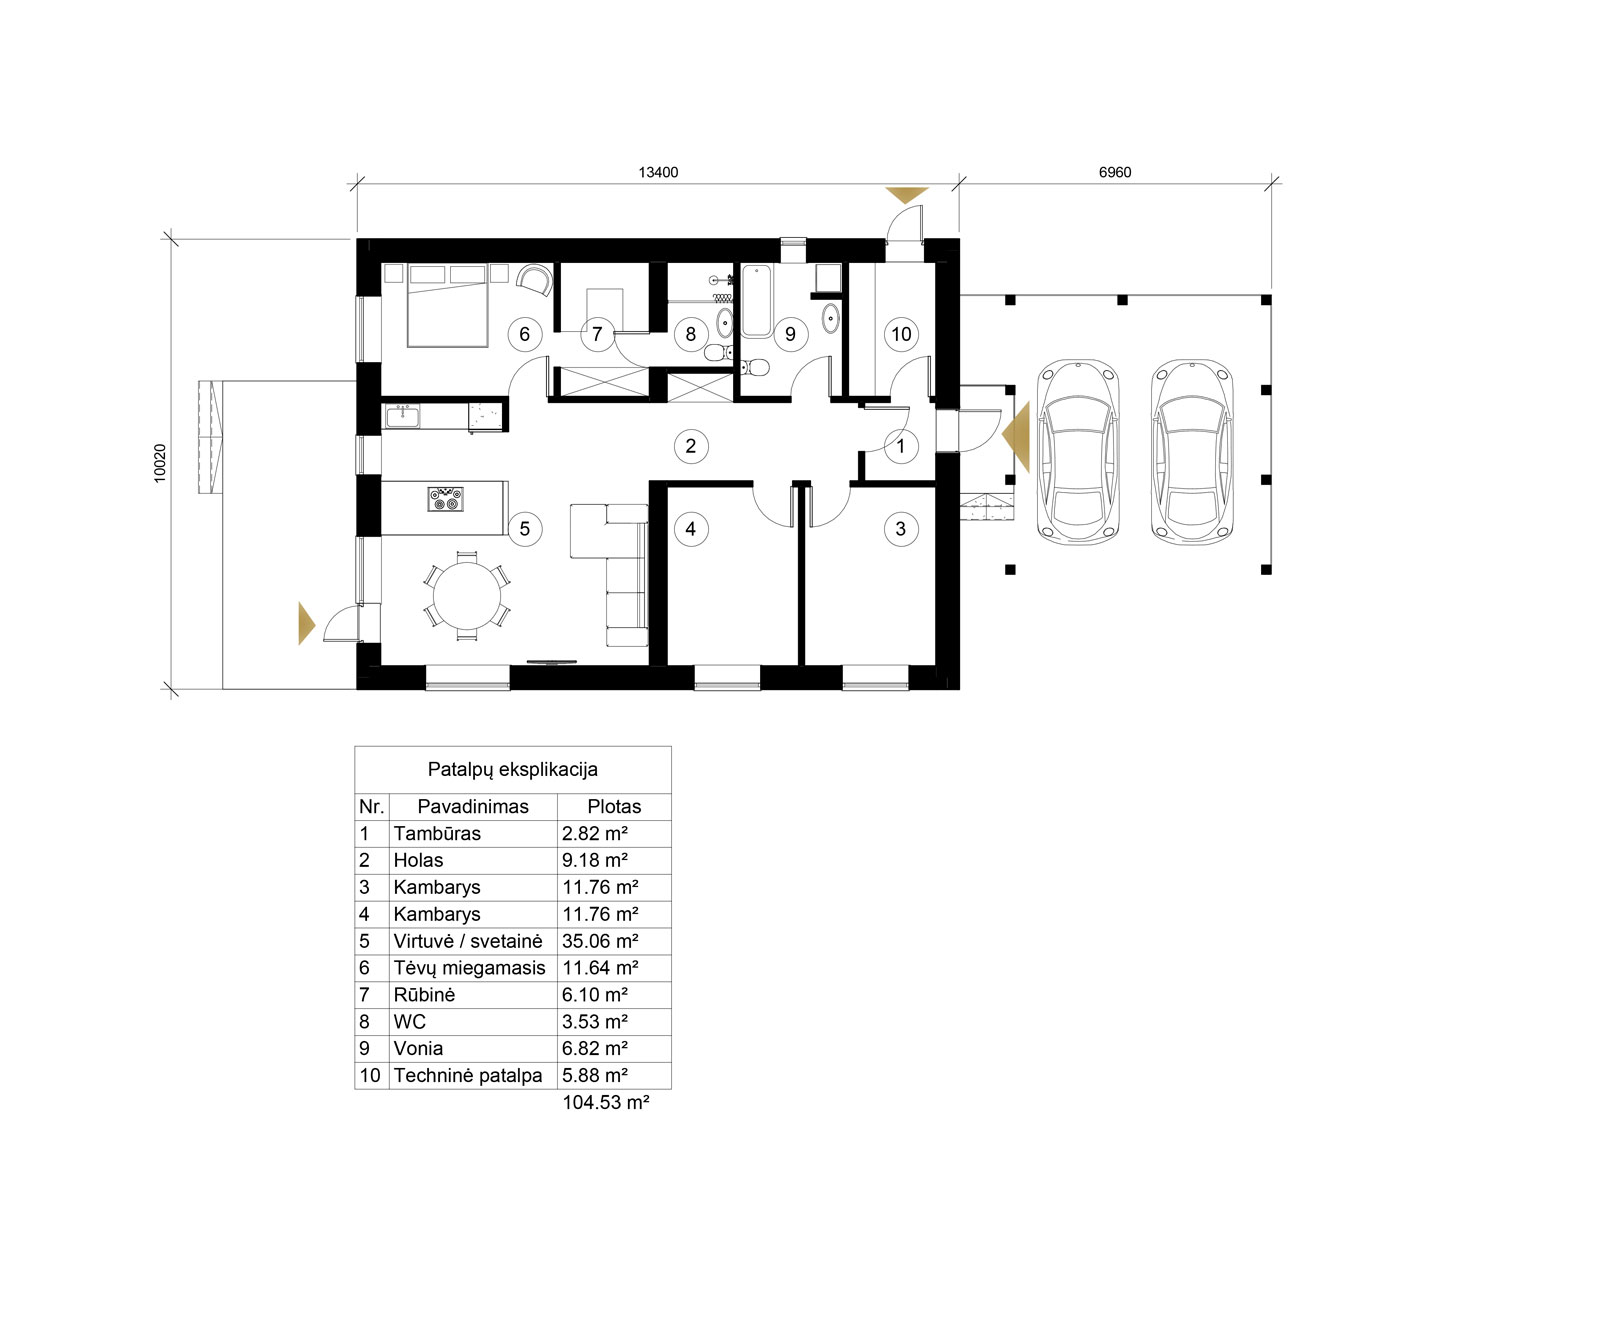 13400
6960
10020
6
7
8
9
10
2
1
5
4
3
Patalpų eksplikacija
Nr. Pavadinimas Plotas
1 Tambūras 2.82 m²
2 Holas 9.18 m²
3 Kambarys 11.76 m²
4 Kambarys 11.76 m²
5 Virtuvė / svetainė 35.06 m²
6 Tėvų miegamasis 11.64 m²
7 Rūbinė 6.10 m²
8 WC 3.53 m²
9 Vonia 6.82 m²
10 Techninė patalpa 5.88 m²
104.53 m²